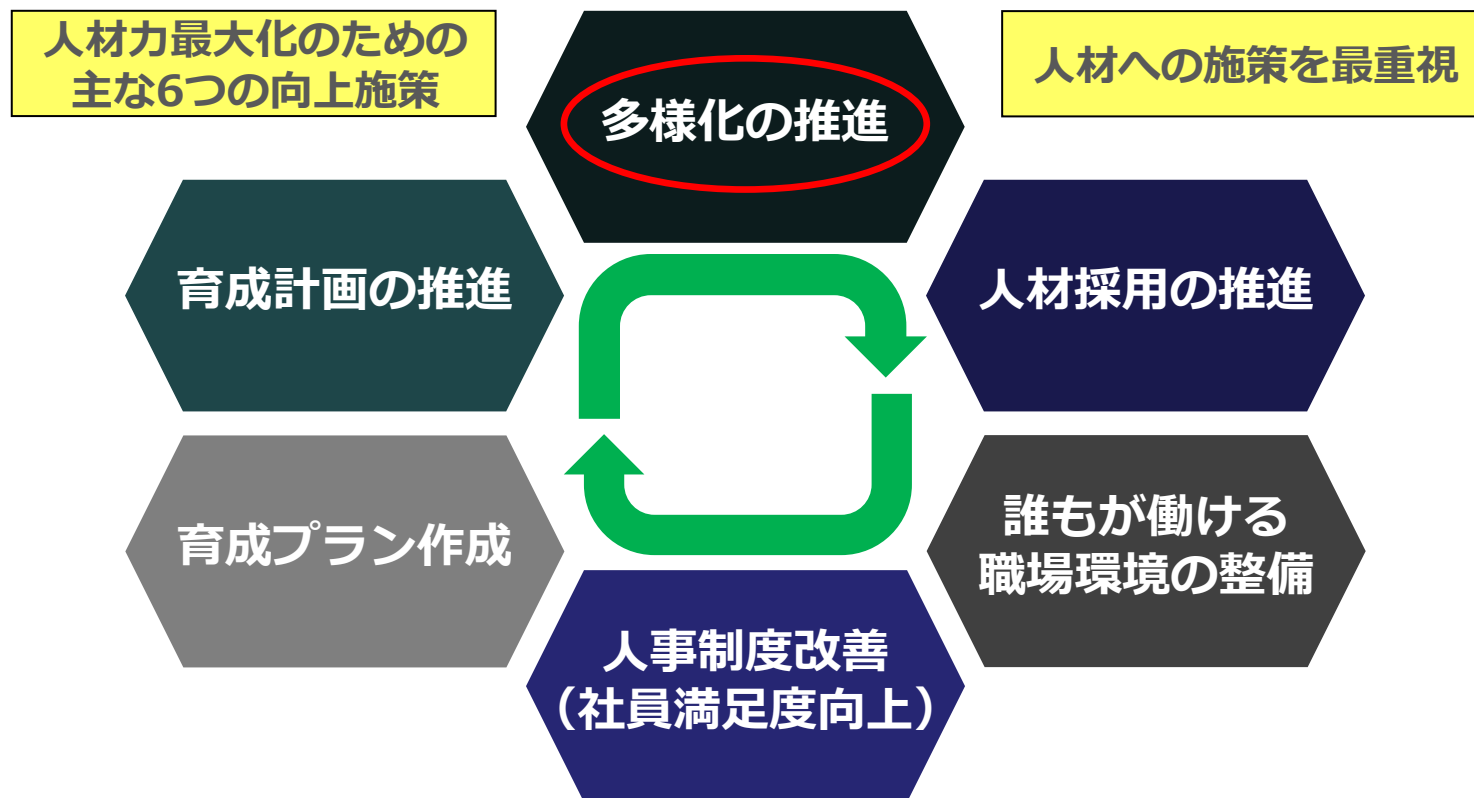 人材力最大化のための
主な6つの向上施策
人材への施策を最重視
多様化の推進
育成計画の推進
人材採用の推進
育成プラン作成
誰もが働ける
職場環境の整備
人事制度改善
（社員満足度向上）